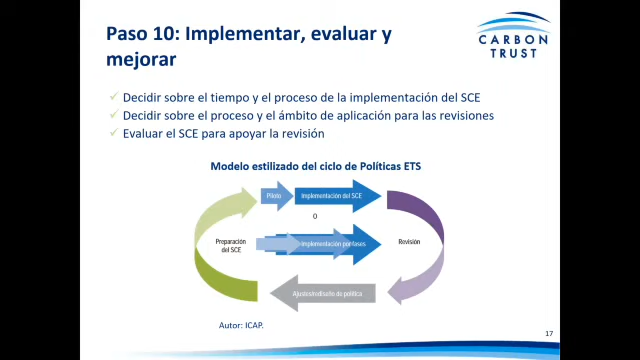 Paso 10: Implementar, evaluar y
mejorar
CARBON
TRUST
Decidir sobre el tiempo y el proceso de la implementación del SCE
Decidir sobre el proceso y el ámbito de aplicación para las revisiones
Evaluar el SCE para apoyar la revisión
Modelo estilizado del ciclo de Políticas ETS
Piloto
Implementación del SCE
O
Preparación
del SCE
Implementación por fases
Revisión
Ajustes/rediseño de política
Autor: ICAP.
17